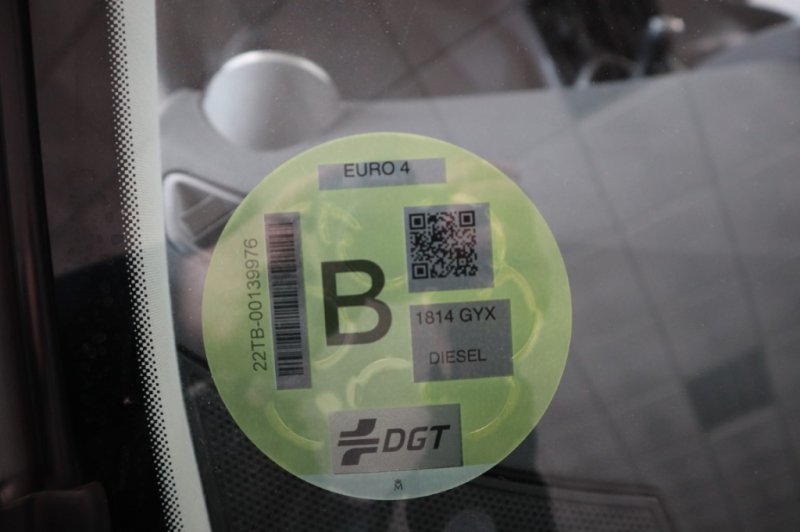 EURO 4
22TB-00139976
B
1814 GYX
DIESEL
DGT